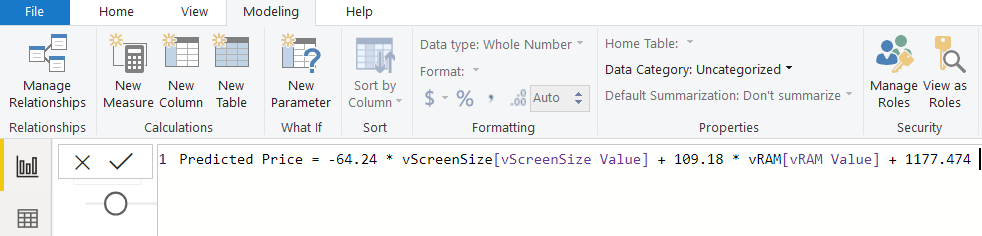 File Home View Modeling Help
Manage Relationships
New Measure
New Column
New Table
New Parameter
Sort by Column
Data type: Whole Number
Format:
$ % , .00 Auto
Home Table:
Data Category: Uncategorized
Default Summarization: Don't summarize
Manage Roles
View as Roles
Relationships Calculations What If Sort Formatting Properties Security
1 Predicted Price = -64.24 * vScreenSize[vScreenSize Value] + 109.18 * vRAM[vRAM Value] + 1177.474